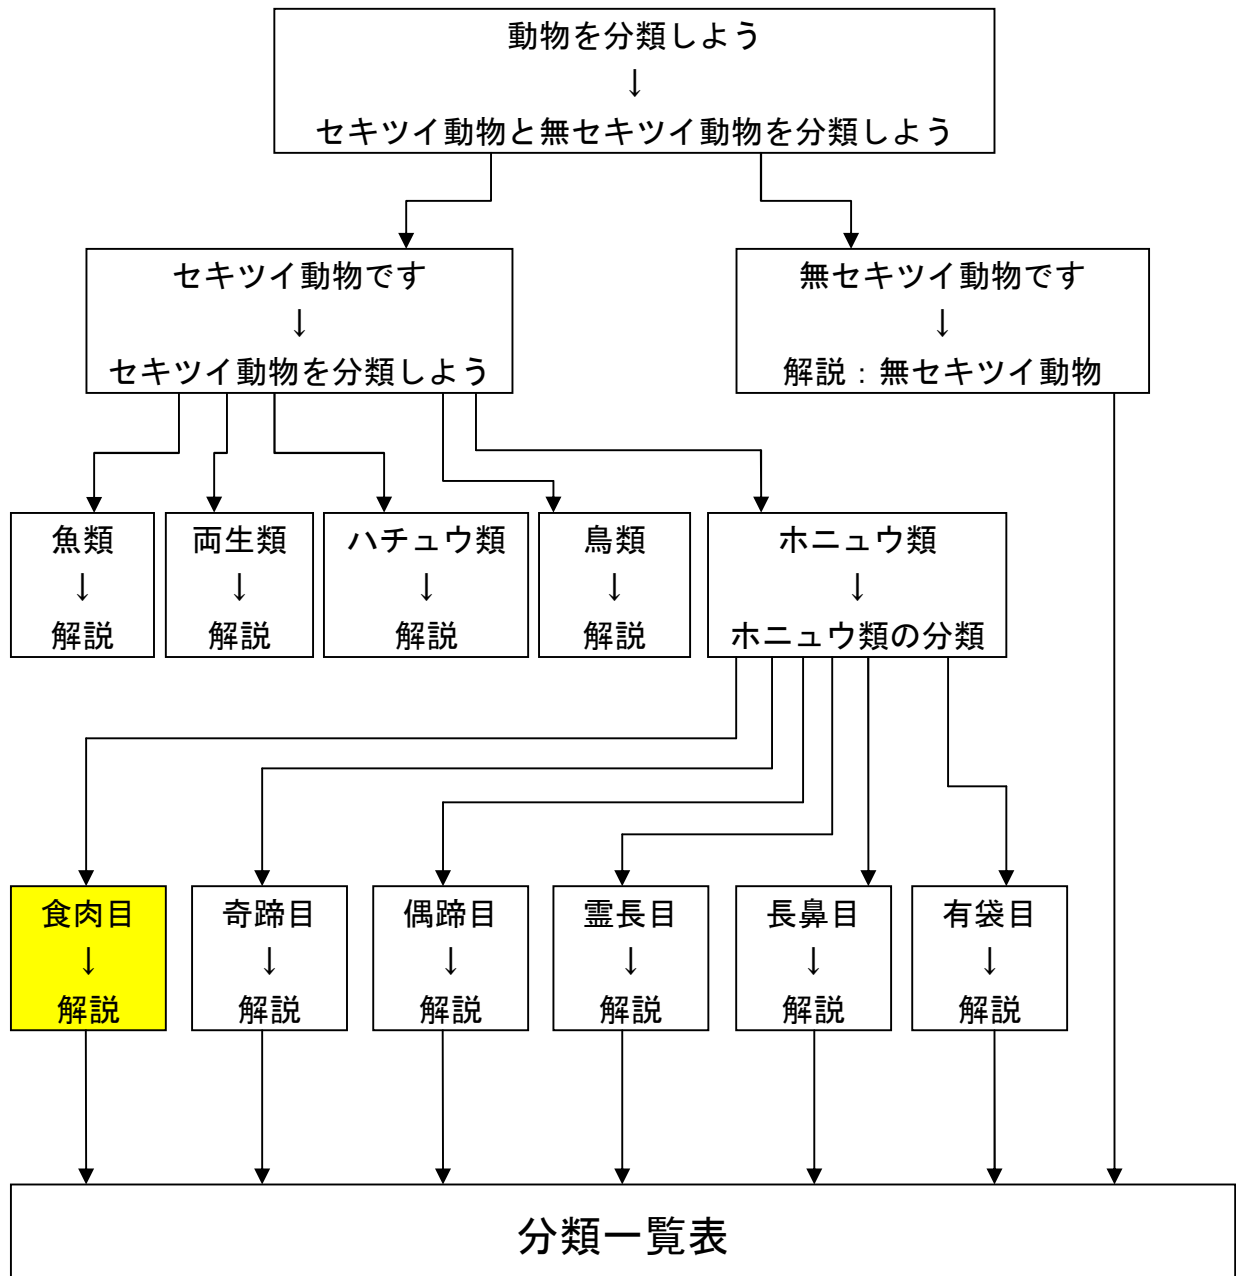 動物を分類しよう
↓
セキツイ動物と無セキツイ動物を分類しよう
セキツイ動物です
↓
セキツイ動物を分類しよう
無セキツイ動物です
↓
解説：無セキツイ動物
魚類
↓
解説
両生類
↓
解説
ハチュウ類
↓
解説
鳥類
↓
解説
ホニュウ類
↓
ホニュウ類の分類
食肉目
↓
解説
奇蹄目
↓
解説
偶蹄目
↓
解説
霊長目
↓
解説
長鼻目
↓
解説
有袋目
↓
解説
分類一覧表